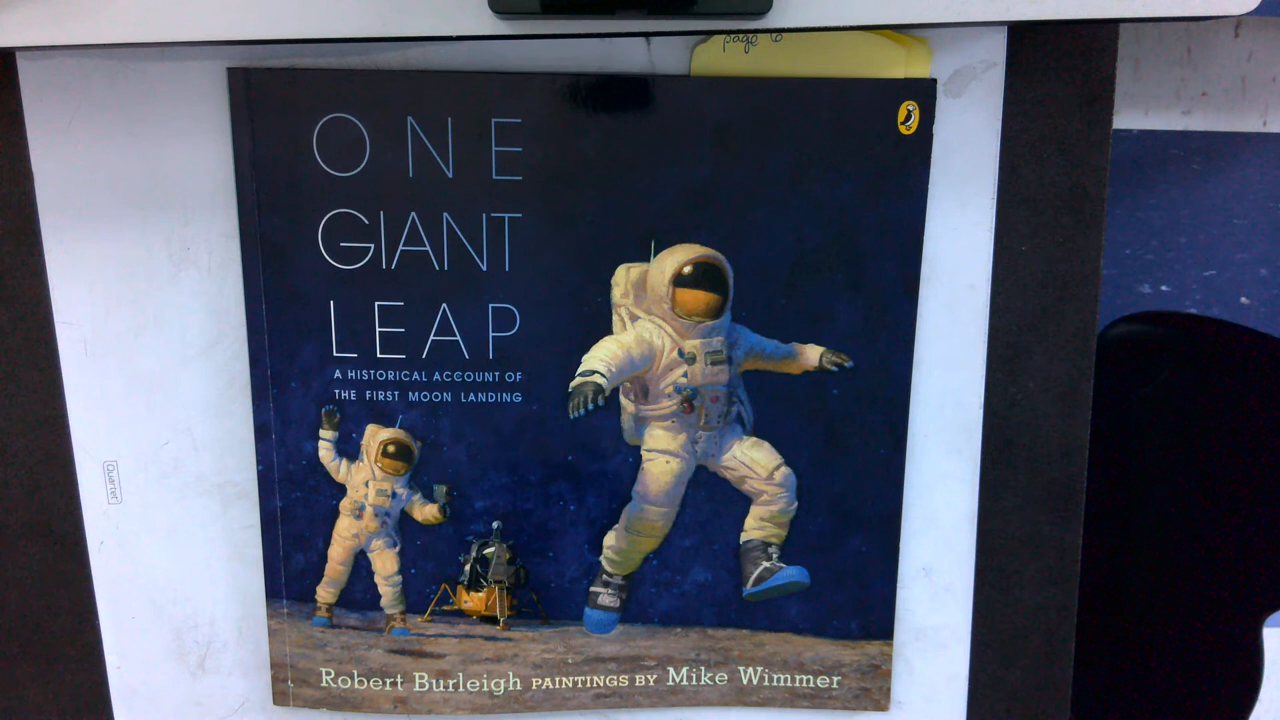 page 6
ONE
GIANT
LEAP
A HISTORICAL ACCOUNT OF
THE FIRST MOON LANDING
Robert Burleigh PAINTINGS BY Mike Wimmer
Quartet